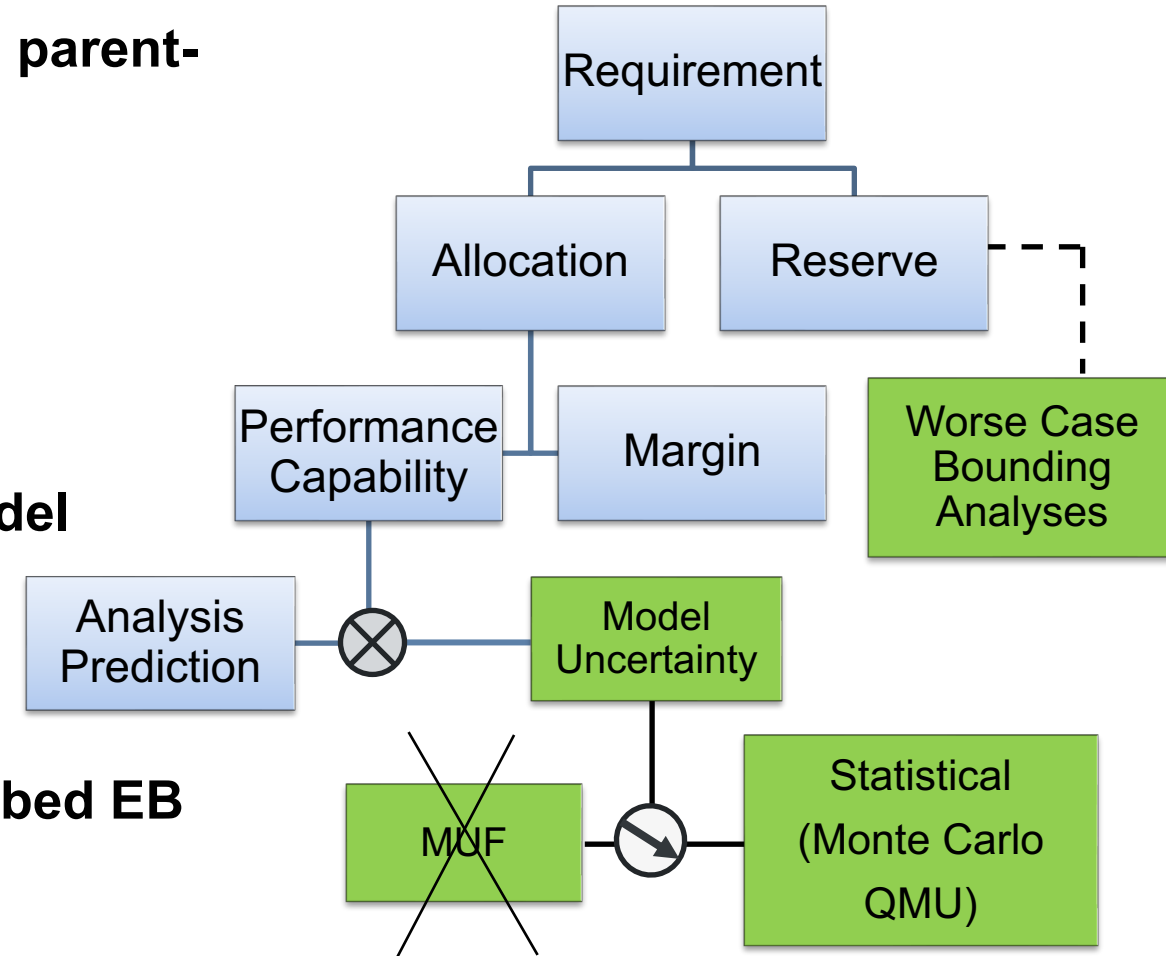 parent-
Requirement
Allocation
Reserve
Performance
Capability
Margin
Worse Case
Bounding
Analyses
del
Analysis
Prediction
Model
Uncertainty
bed EB
MUF
Statistical
(Monte Carlo
QMU)